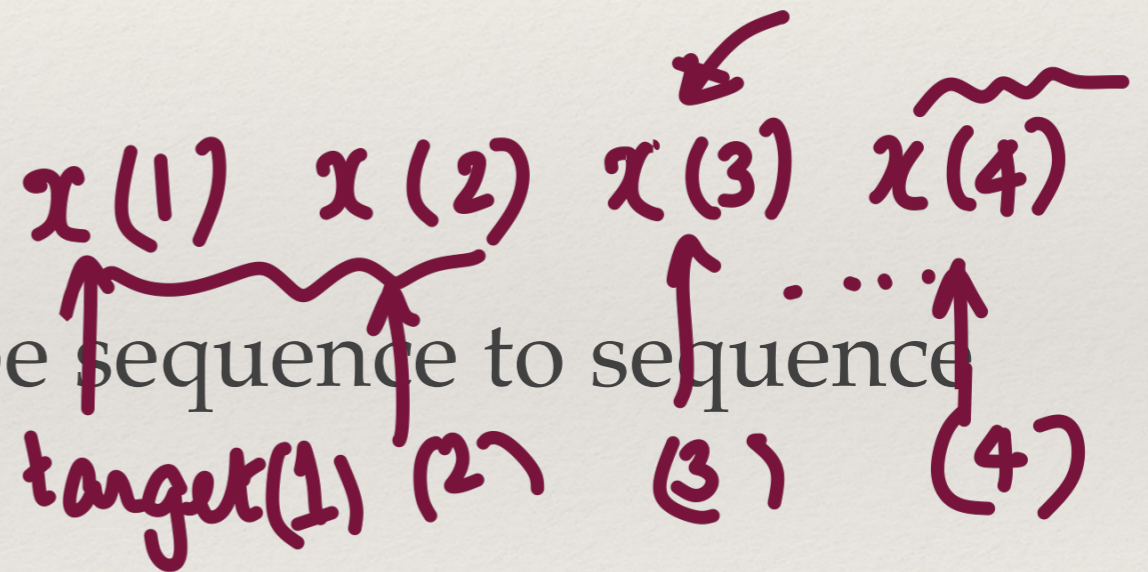 x(1) x(2) x(3) x(4)
e sequence to sequence
target(1) (2) (3) (4)